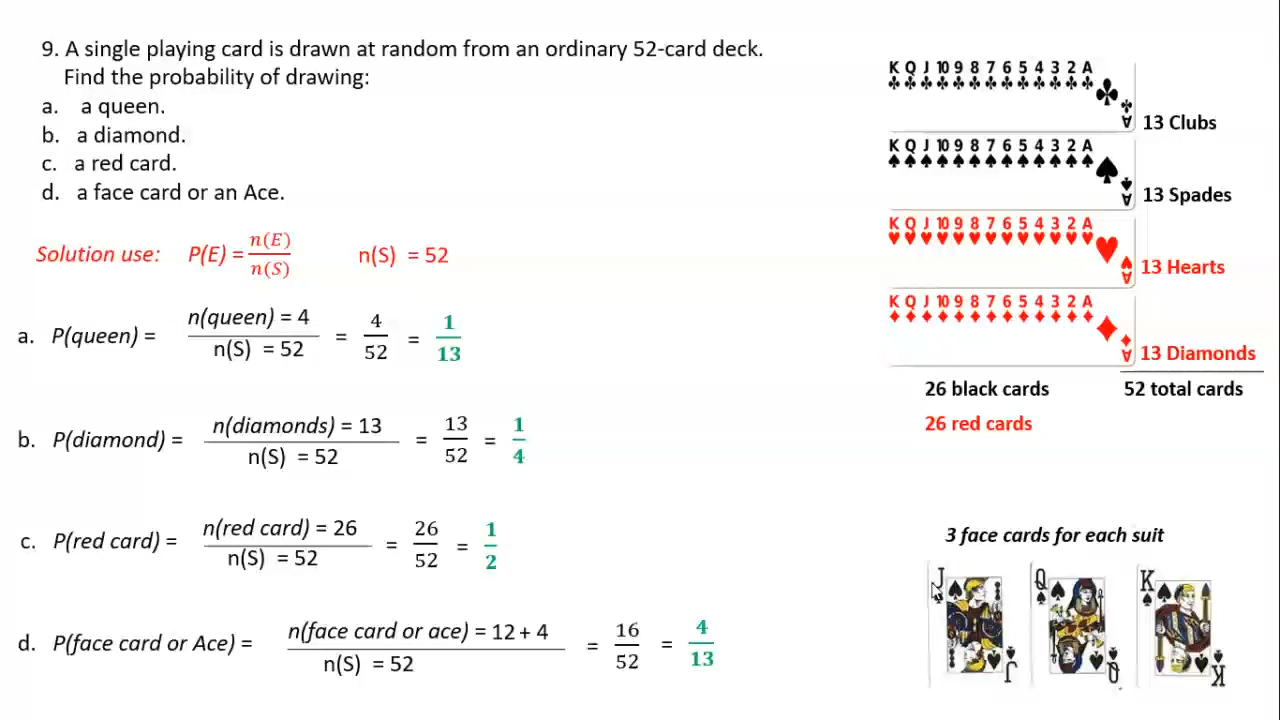 9. A single playing card is drawn at random from an ordinary 52-card deck.
Find the probability of drawing:
a. a queen.
b. a diamond.
c. a red card.
d. a face card or an Ace.
Solution use: P(E) = n(E)/n(S) n(S) = 52
a. P(queen) = n(queen) = 4 / n(S) = 52 = 4/52 = 1/13
b. P(diamond) = n(diamonds) = 13 / n(S) = 52 = 13/52 = 1/4
c. P(red card) = n(red card) = 26 / n(S) = 52 = 26/52 = 1/2
d. P(face card or Ace) = n(face card or ace) = 12 + 4 / n(S) = 52 = 16/52 = 4/13
K Q J 10 9 8 7 6 5 4 3 2 A
A
13 Clubs
K Q J 10 9 8 7 6 5 4 3 2 A
A
13 Spades
K Q J 10 9 8 7 6 5 4 3 2 A
A
13 Hearts
K Q J 10 9 8 7 6 5 4 3 2 A
A
13 Diamonds
26 black cards 52 total cards
26 red cards
3 face cards for each suit
J Q K
J Q K